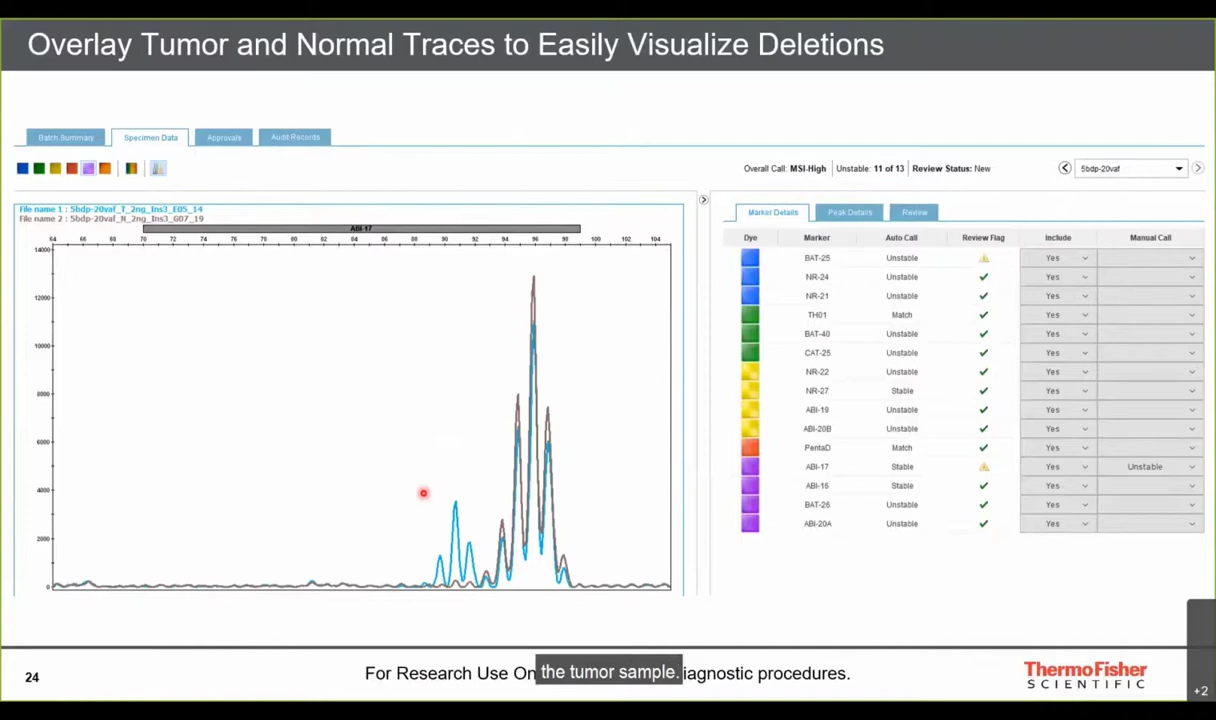 Overlay Tumor and Normal Traces to Easily Visualize Deletions
Batch Summary Specimen Data Approvals Audit Records
Overall Call: MSI-High Unstable: 11 of 13 Review Status: New 5bdp-20vaf
File name 1 : 5bdp-20vaf_T_2ng_Ins3_E05_14
File name 2 : 5bdp-20vaf_N_2ng_Ins3_G07_19
ABI-17
64 66 68 70 72 74 76 78 80 82 84 86 88 90 92 94 96 98 100 102 104
14000
12000
10000
8000
6000
4000
2000
0
Marker Details Peak Details Review
Dye Marker Auto Call Review Flag Include Manual Call
BAT-25 Unstable Yes
NR-24 Unstable Yes
NR-21 Unstable Yes
TH01 Match Yes
BAT-40 Unstable Yes
CAT-25 Unstable Yes
NR-22 Unstable Yes
NR-27 Stable Yes
ABI-19 Unstable Yes
ABI-20B Unstable Yes
PentaD Match Yes
ABI-17 Stable Yes Unstable
ABI-16 Stable Yes
BAT-26 Unstable Yes
ABI-20A Unstable Yes
24
For Research Use On the tumor sample. iagnostic procedures.
ThermoFisher
SCIENTIFIC
+2